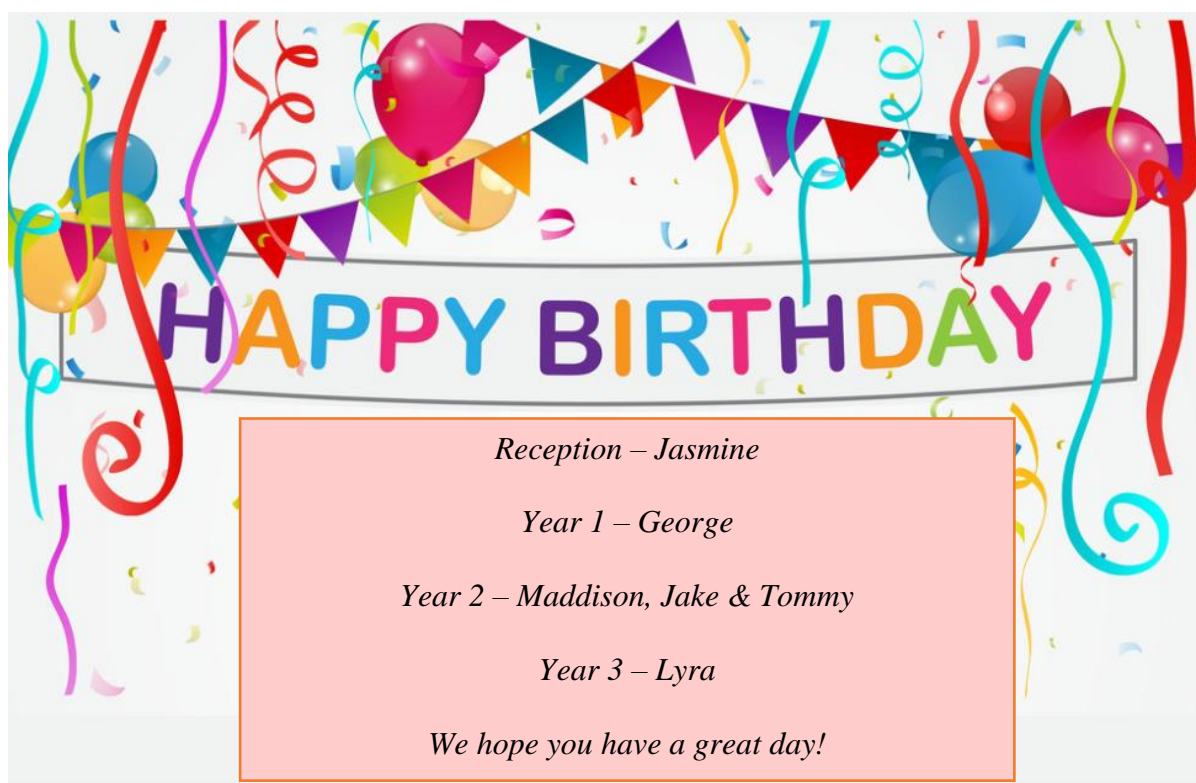 HAPPY BIRTHDAY
Reception – Jasmine
Year 1 – George
Year 2 – Maddison, Jake & Tommy
Year 3 – Lyra
We hope you have a great day!